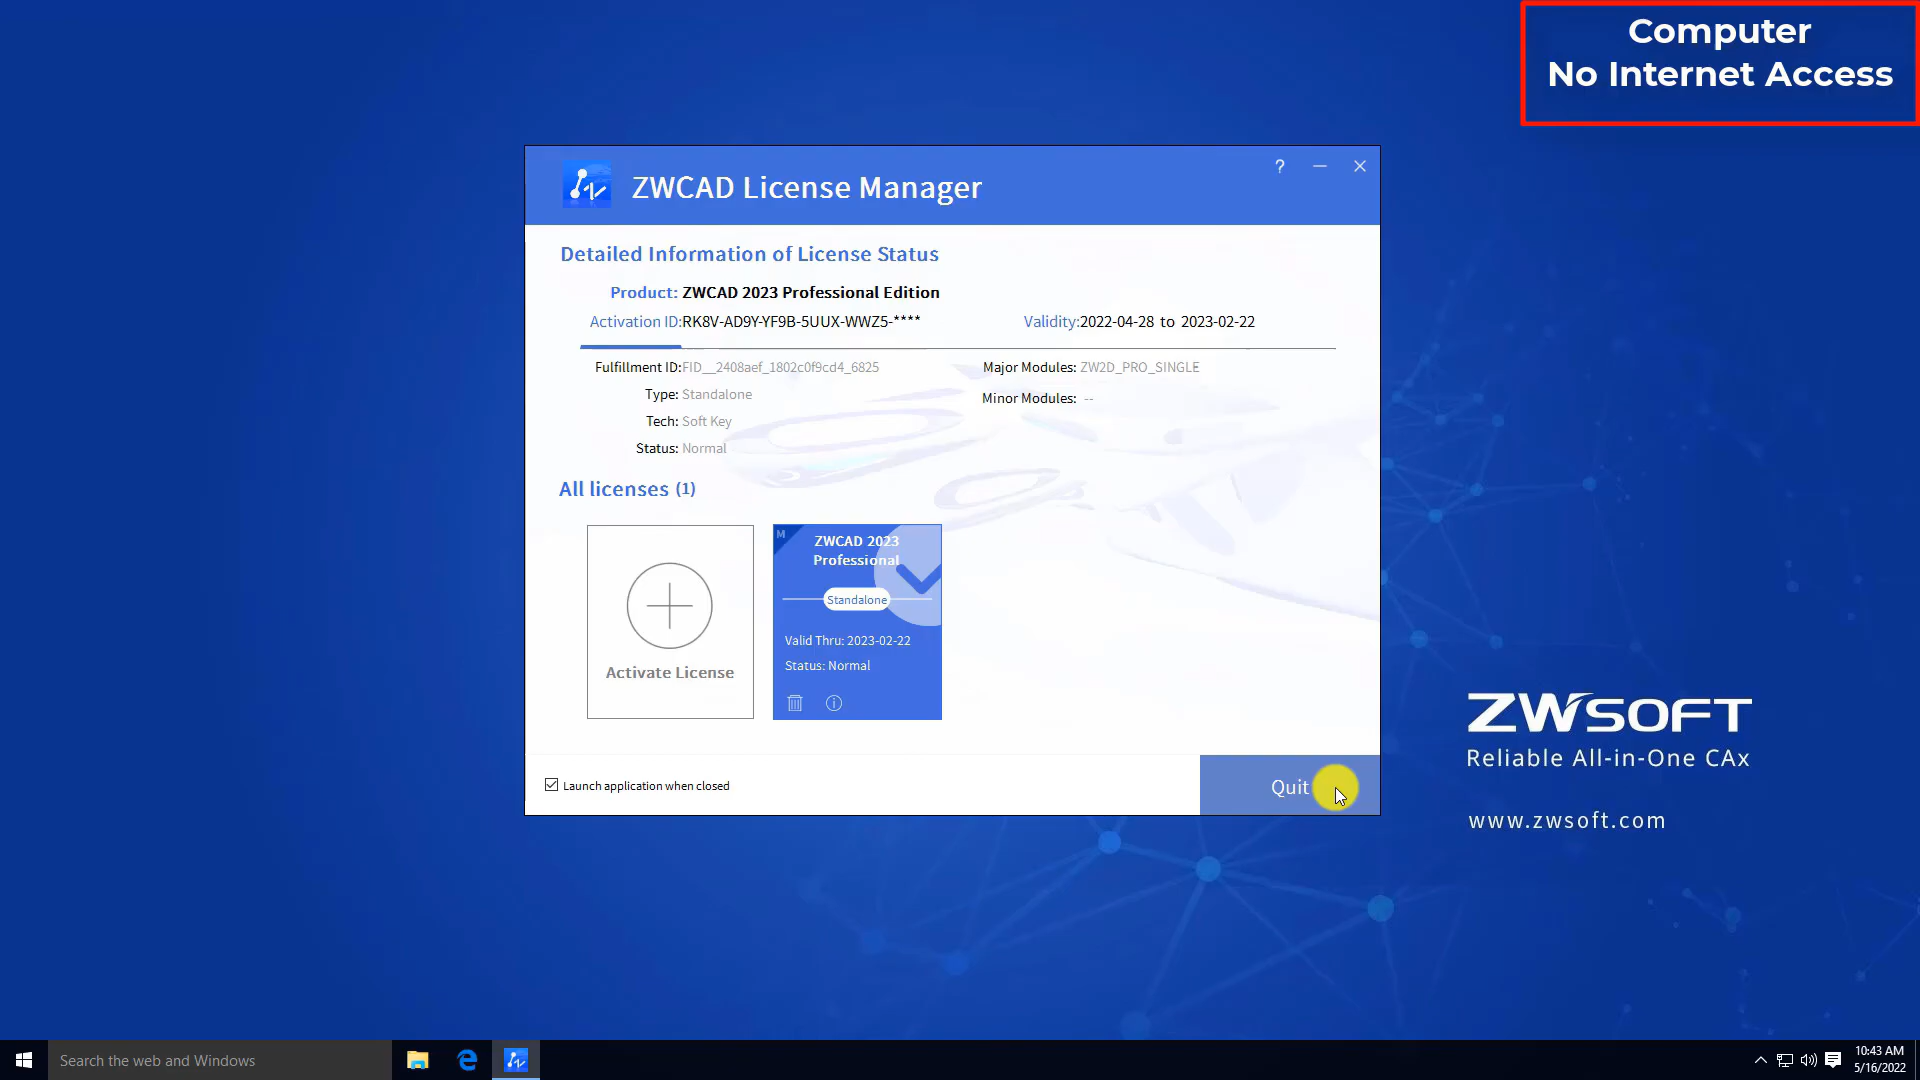 Computer
No Internet Access
? 
ZWCAD License Manager
Detailed Information of License Status
Product: ZWCAD 2023 Professional Edition
Activation ID:RK8V-AD9Y-YF9B-5UUX-WWZ5-**** Validity:2022-04-28 to 2023-02-22
Fulfillment ID:FID__2408aef_1802c0f9cd4_6825 Major Modules: ZW2D_PRO_SINGLE
Type: Standalone Minor Modules: --
Tech: Soft Key
Status: Normal
All licenses (1)
Activate License
M
ZWCAD 2023
Professional
Standalone
Valid Thru: 2023-02-22
Status: Normal
Launch application when closed
Quit
ZWSOFT
Reliable All-in-One CAx
www.zwsoft.com
Search the web and Windows
10:43 AM
5/16/2022